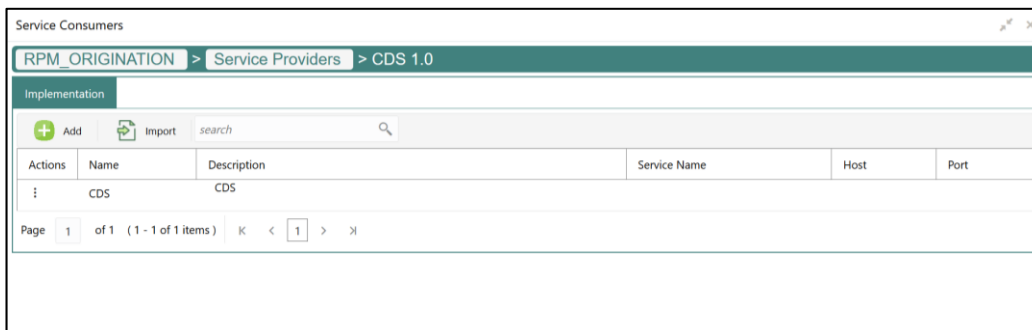 Service Consumers
RPM_ORIGINATION > Service Providers > CDS 1.0
Implementation
Add Import search
Actions Name Description Service Name Host Port
CDS CDS
Page 1 of 1 (1 - 1 of 1 items) K < 1 > >|